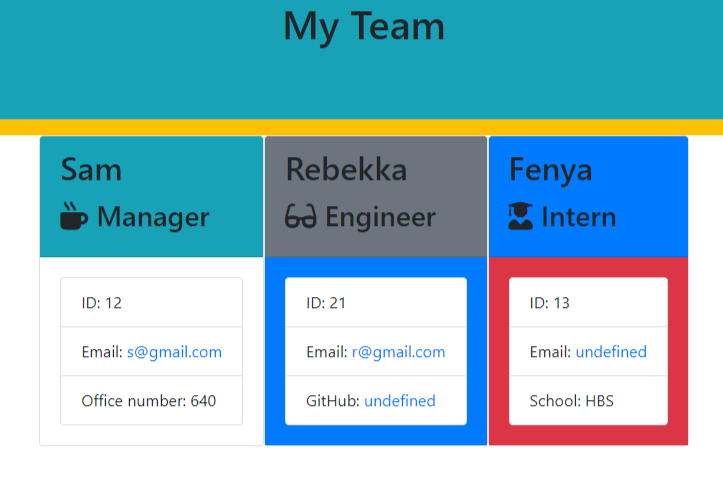 My Team
Sam
Manager
ID: 12
Email: s@gmail.com
Office number: 640
Rebekka
Engineer
ID: 21
Email: r@gmail.com
GitHub: undefined
Fenya
Intern
ID: 13
Email: undefined
School: HBS